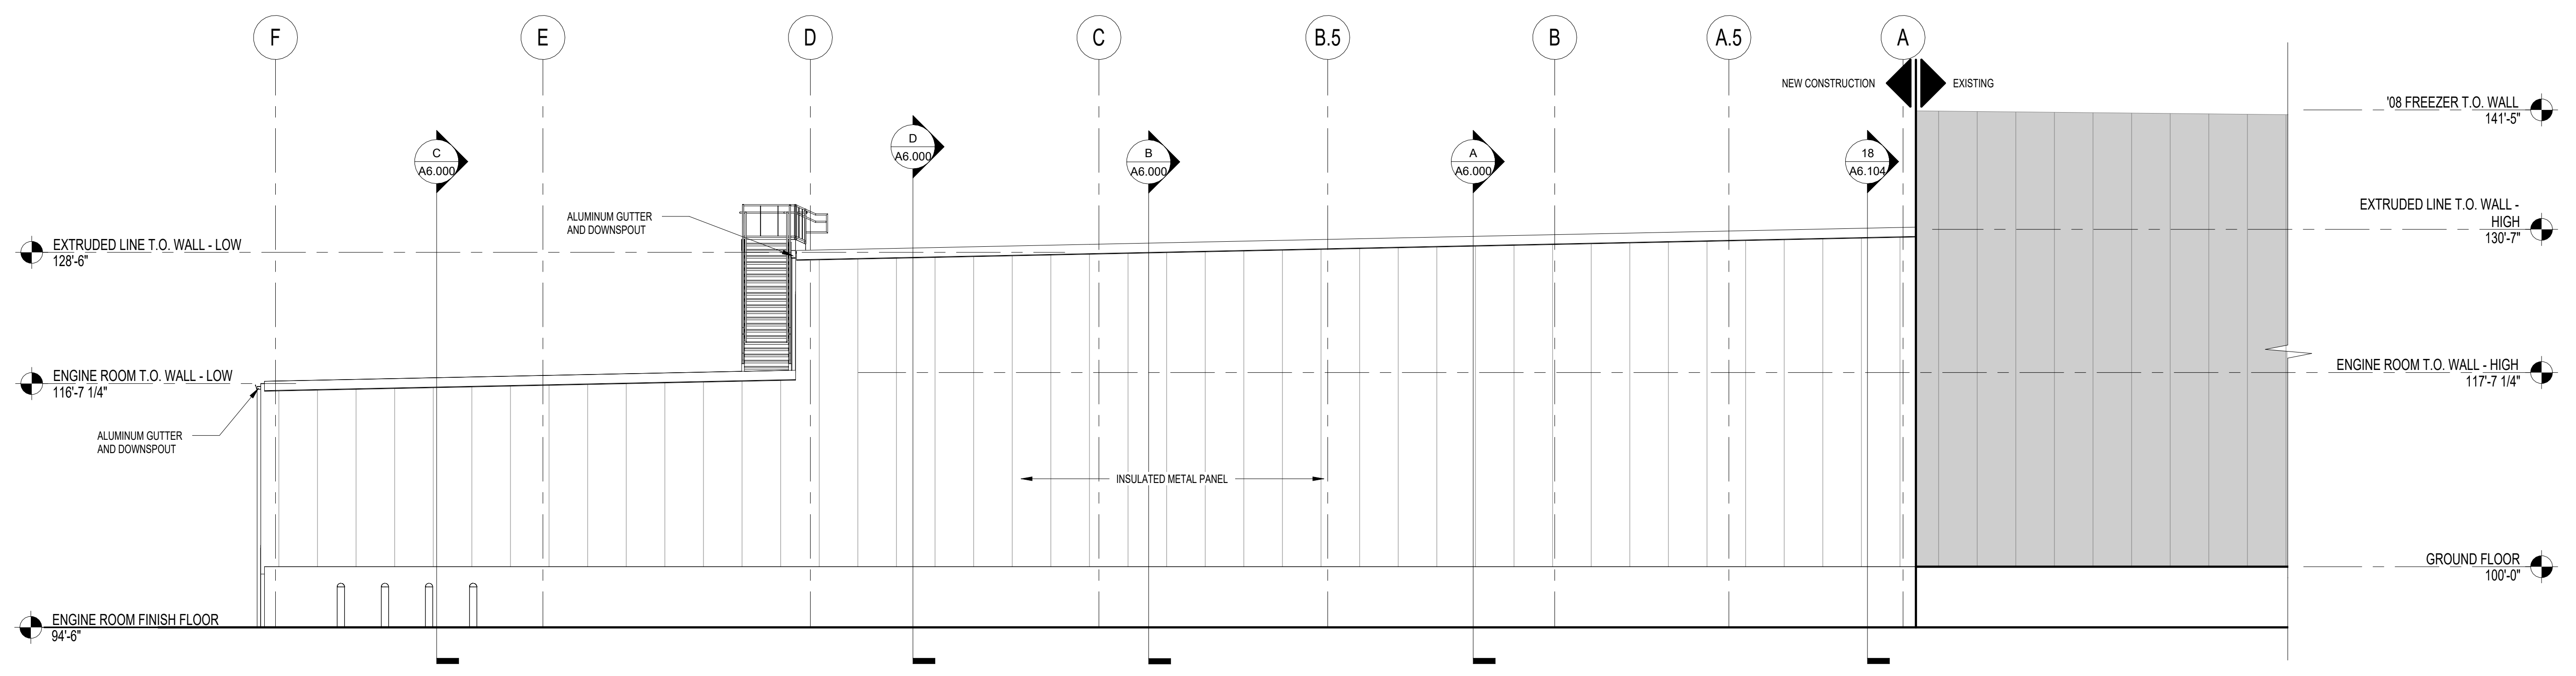 F
E
D
C
B.5
B
A.5
A
NEW CONSTRUCTION
EXISTING
'08 FREEZER T.O. WALL
141'-5"
C
A6.000
D
A6.000
B
A6.000
A
A6.000
18
A6.104
ALUMINUM GUTTER
AND DOWNSPOUT
EXTRUDED LINE T.O. WALL -
HIGH
130'-7"
EXTRUDED LINE T.O. WALL - LOW
128'-6"
ENGINE ROOM T.O. WALL - LOW
116'-7 1/4"
ENGINE ROOM T.O. WALL - HIGH
117'-7 1/4"
ALUMINUM GUTTER
AND DOWNSPOUT
INSULATED METAL PANEL
GROUND FLOOR
100'-0"
ENGINE ROOM FINISH FLOOR
94'-6"